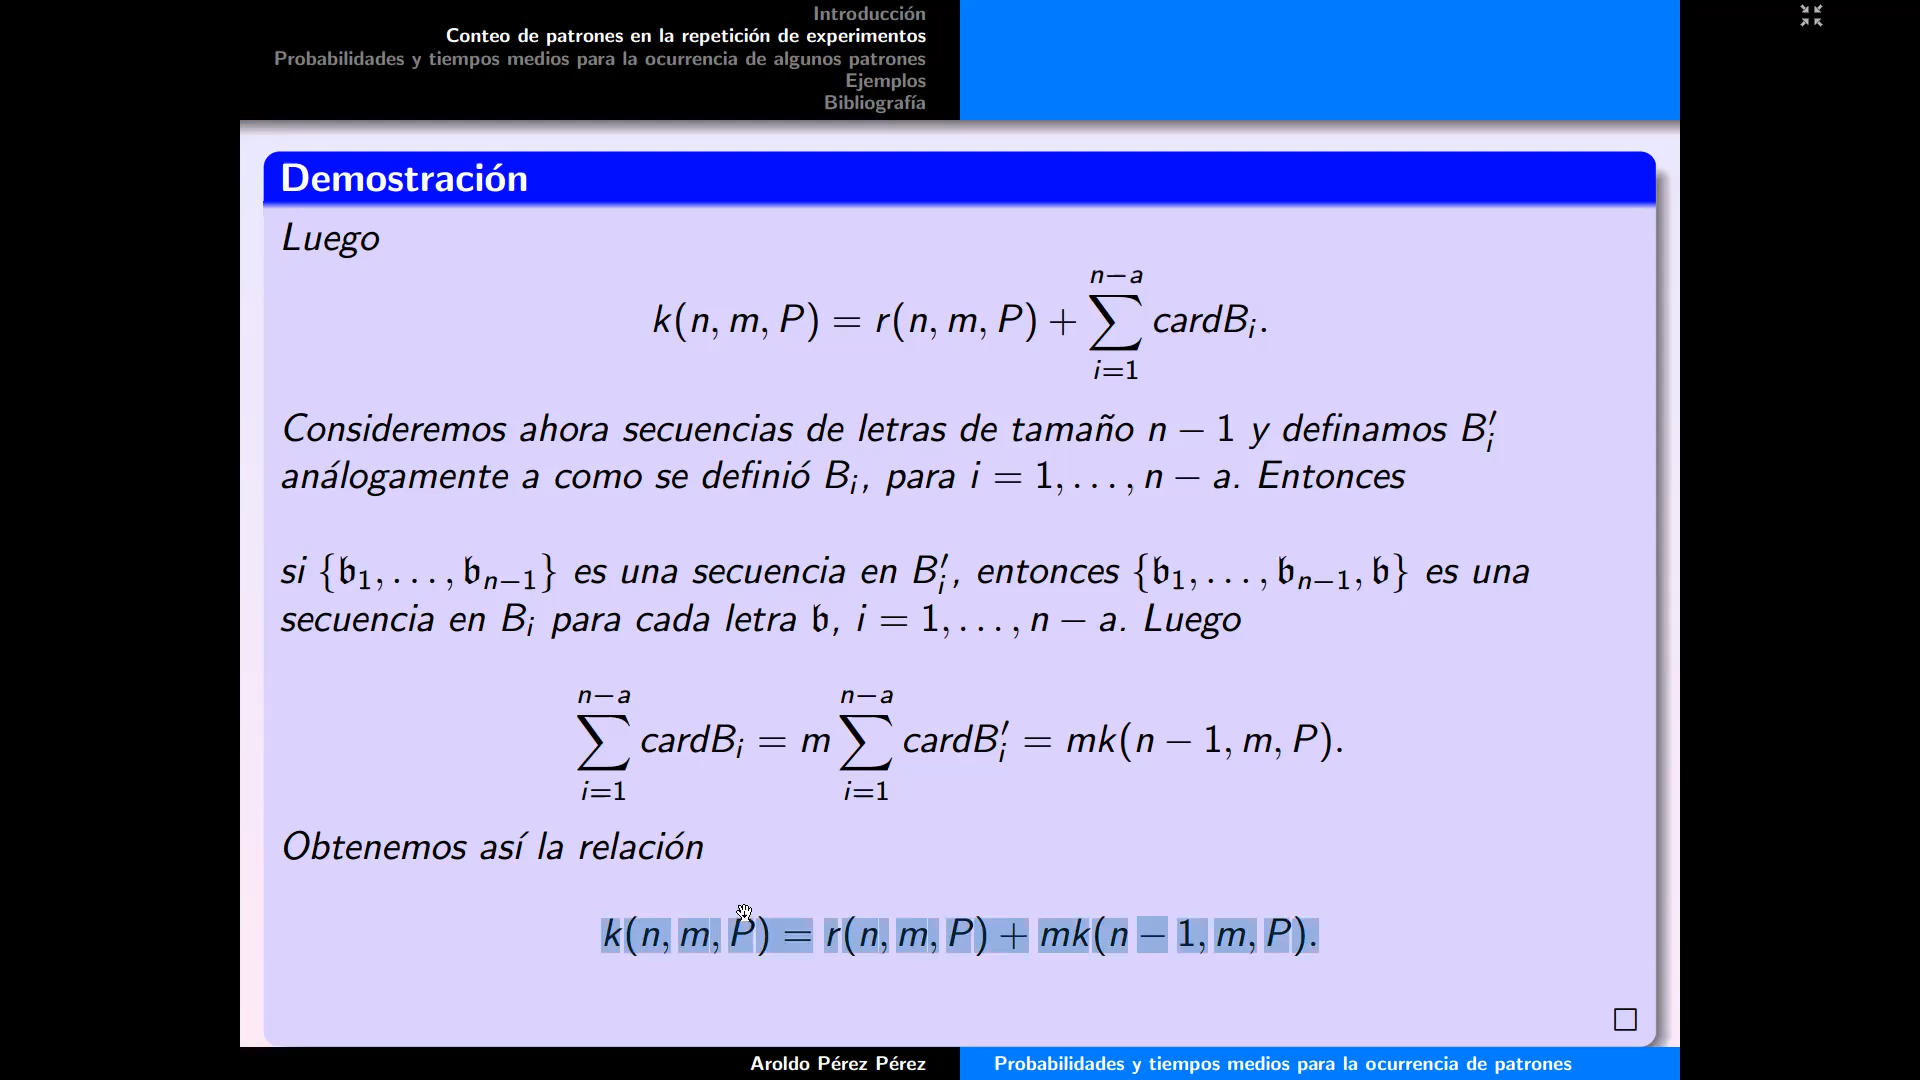 Introducción
Conteo de patrones en la repetición de experimentos
Probabilidades y tiempos medios para la ocurrencia de algunos patrones
Ejemplos
Bibliografía
Demostración
Luego
k(n, m, P) = r(n, m, P) + ∑_{i=1}^{n−a} cardB_i.
Consideremos ahora secuencias de letras de tamaño n − 1 y definamos B′_i
análogamente a como se definió B_i, para i = 1, . . . , n − a. Entonces
si {𝔟_1, . . . , 𝔟_{n−1}} es una secuencia en B′_i, entonces {𝔟_1, . . . , 𝔟_{n−1}, 𝔟} es una
secuencia en B_i para cada letra 𝔟, i = 1, . . . , n − a. Luego
∑_{i=1}^{n−a} cardB_i = m ∑_{i=1}^{n−a} cardB′_i = mk(n − 1, m, P).
Obtenemos así la relación
k(n, m, P) = r(n, m, P) + mk(n − 1, m, P).
□
Aroldo Pérez Pérez
Probabilidades y tiempos medios para la ocurrencia de patrones